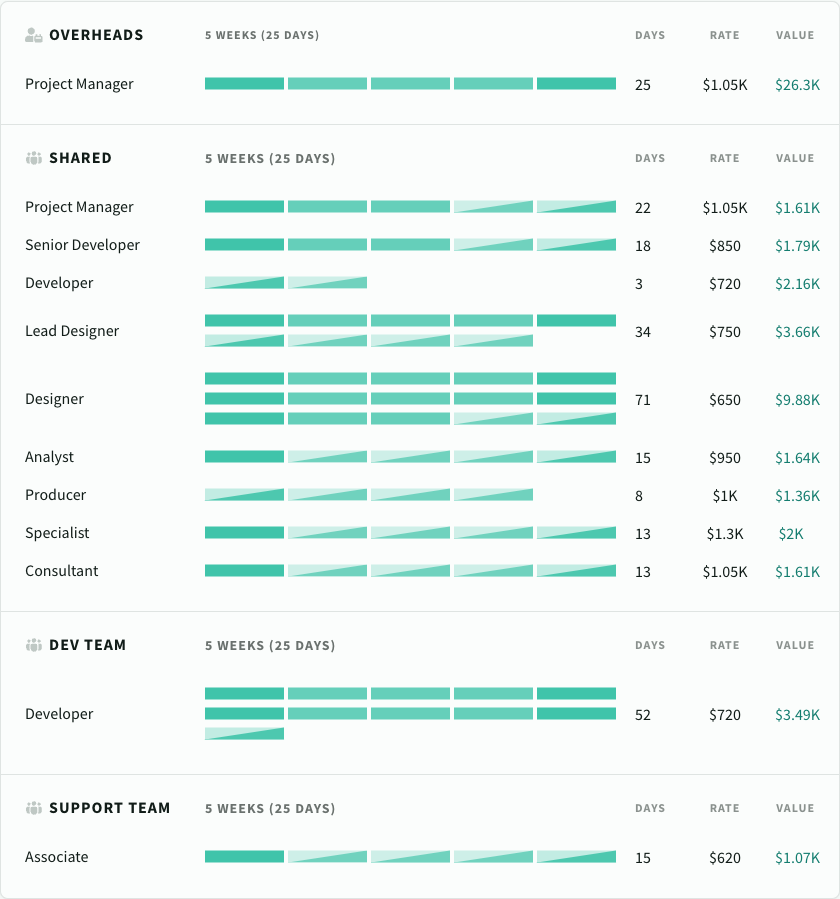 OVERHEADS 5 WEEKS (25 DAYS) DAYS RATE VALUE
Project Manager 25 $1.05K $26.3K
SHARED 5 WEEKS (25 DAYS) DAYS RATE VALUE
Project Manager 22 $1.05K $1.61K
Senior Developer 18 $850 $1.79K
Developer 3 $720 $2.16K
Lead Designer 34 $750 $3.66K
Designer 71 $650 $9.88K
Analyst 15 $950 $1.64K
Producer 8 $1K $1.36K
Specialist 13 $1.3K $2K
Consultant 13 $1.05K $1.61K
DEV TEAM 5 WEEKS (25 DAYS) DAYS RATE VALUE
Developer 52 $720 $3.49K
SUPPORT TEAM 5 WEEKS (25 DAYS) DAYS RATE VALUE
Associate 15 $620 $1.07K